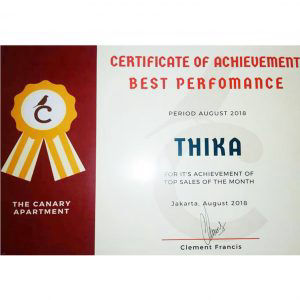 CERTIFICATE OF ACHIEVEMENT
BEST PERFOMANCE
PERIOD AUGUST 2018
THIKA
FOR IT'S ACHIEVEMENT OF
TOP SALES OF THE MONTH
Jakarta, August 2018
Clement Francis
C
THE CANARY
APARTMENT